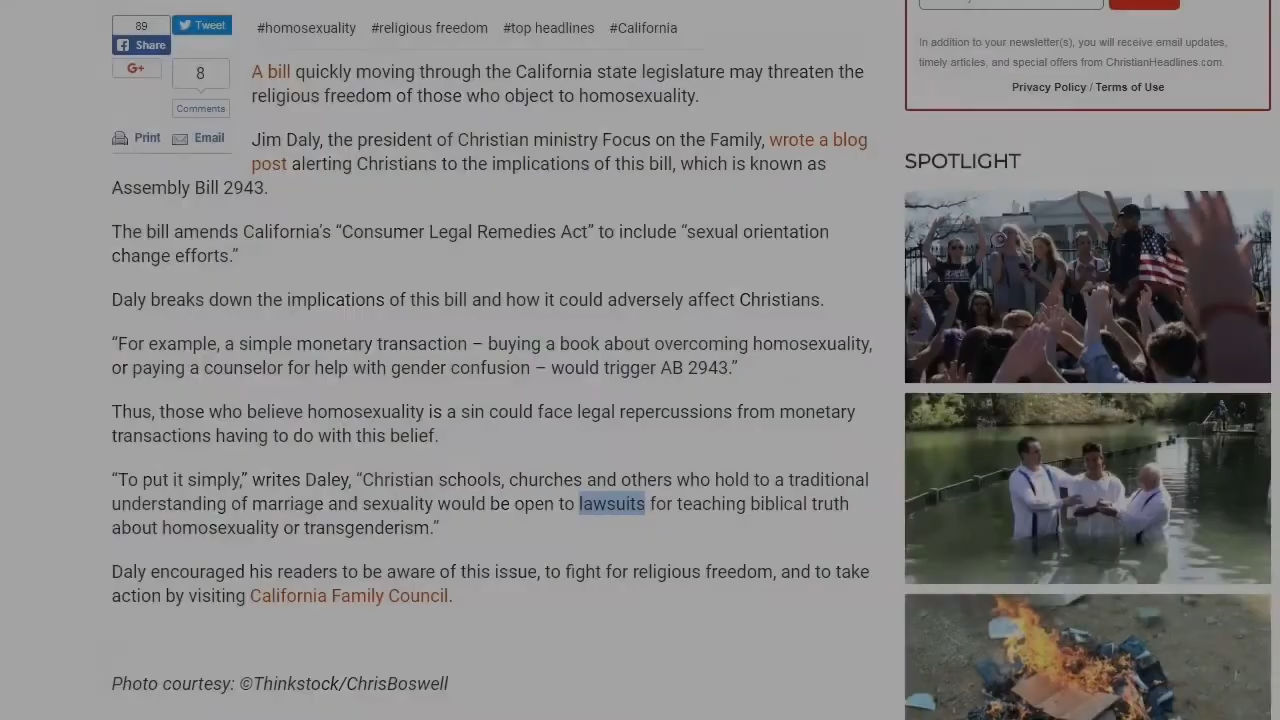 89
Tweet
Share
G+
8
Comments
Print
Email
#homosexuality #religious freedom #top headlines #California
A bill quickly moving through the California state legislature may threaten the
religious freedom of those who object to homosexuality.
Jim Daly, the president of Christian ministry Focus on the Family, wrote a blog
post alerting Christians to the implications of this bill, which is known as
Assembly Bill 2943.
The bill amends California’s “Consumer Legal Remedies Act” to include “sexual orientation
change efforts.”
Daly breaks down the implications of this bill and how it could adversely affect Christians.
“For example, a simple monetary transaction – buying a book about overcoming homosexuality,
or paying a counselor for help with gender confusion – would trigger AB 2943.”
Thus, those who believe homosexuality is a sin could face legal repercussions from monetary
transactions having to do with this belief.
“To put it simply,” writes Daley, “Christian schools, churches and others who hold to a traditional
understanding of marriage and sexuality would be open to lawsuits for teaching biblical truth
about homosexuality or transgenderism.”
Daly encouraged his readers to be aware of this issue, to fight for religious freedom, and to take
action by visiting California Family Council.
Photo courtesy: ©Thinkstock/ChrisBoswell
In addition to your newsletter(s), you will receive email updates,
timely articles, and special offers from ChristianHeadlines.com.
Privacy Policy / Terms of Use
SPOTLIGHT